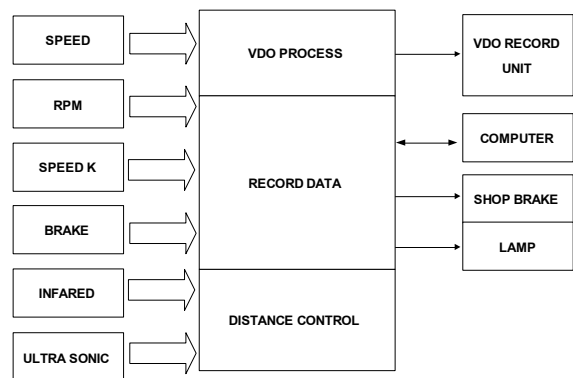 SPEED
RPM
SPEED K
BRAKE
INFARED
ULTRA SONIC
VDO PROCESS
RECORD DATA
DISTANCE CONTROL
VDO RECORD
UNIT
COMPUTER
SHOP BRAKE
LAMP